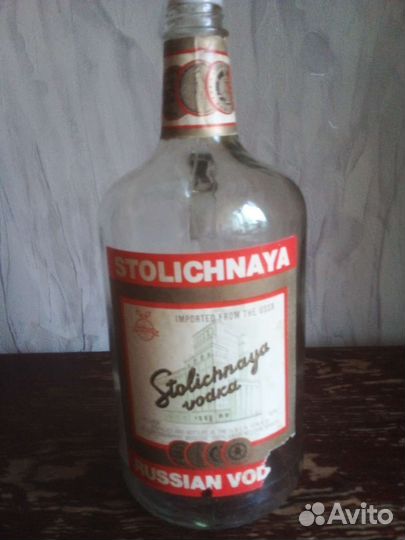 STOLICHNAYA
IMPORTED FROM THE USSR
Stolichnaya
vodka
RUSSIAN VOD
Avito